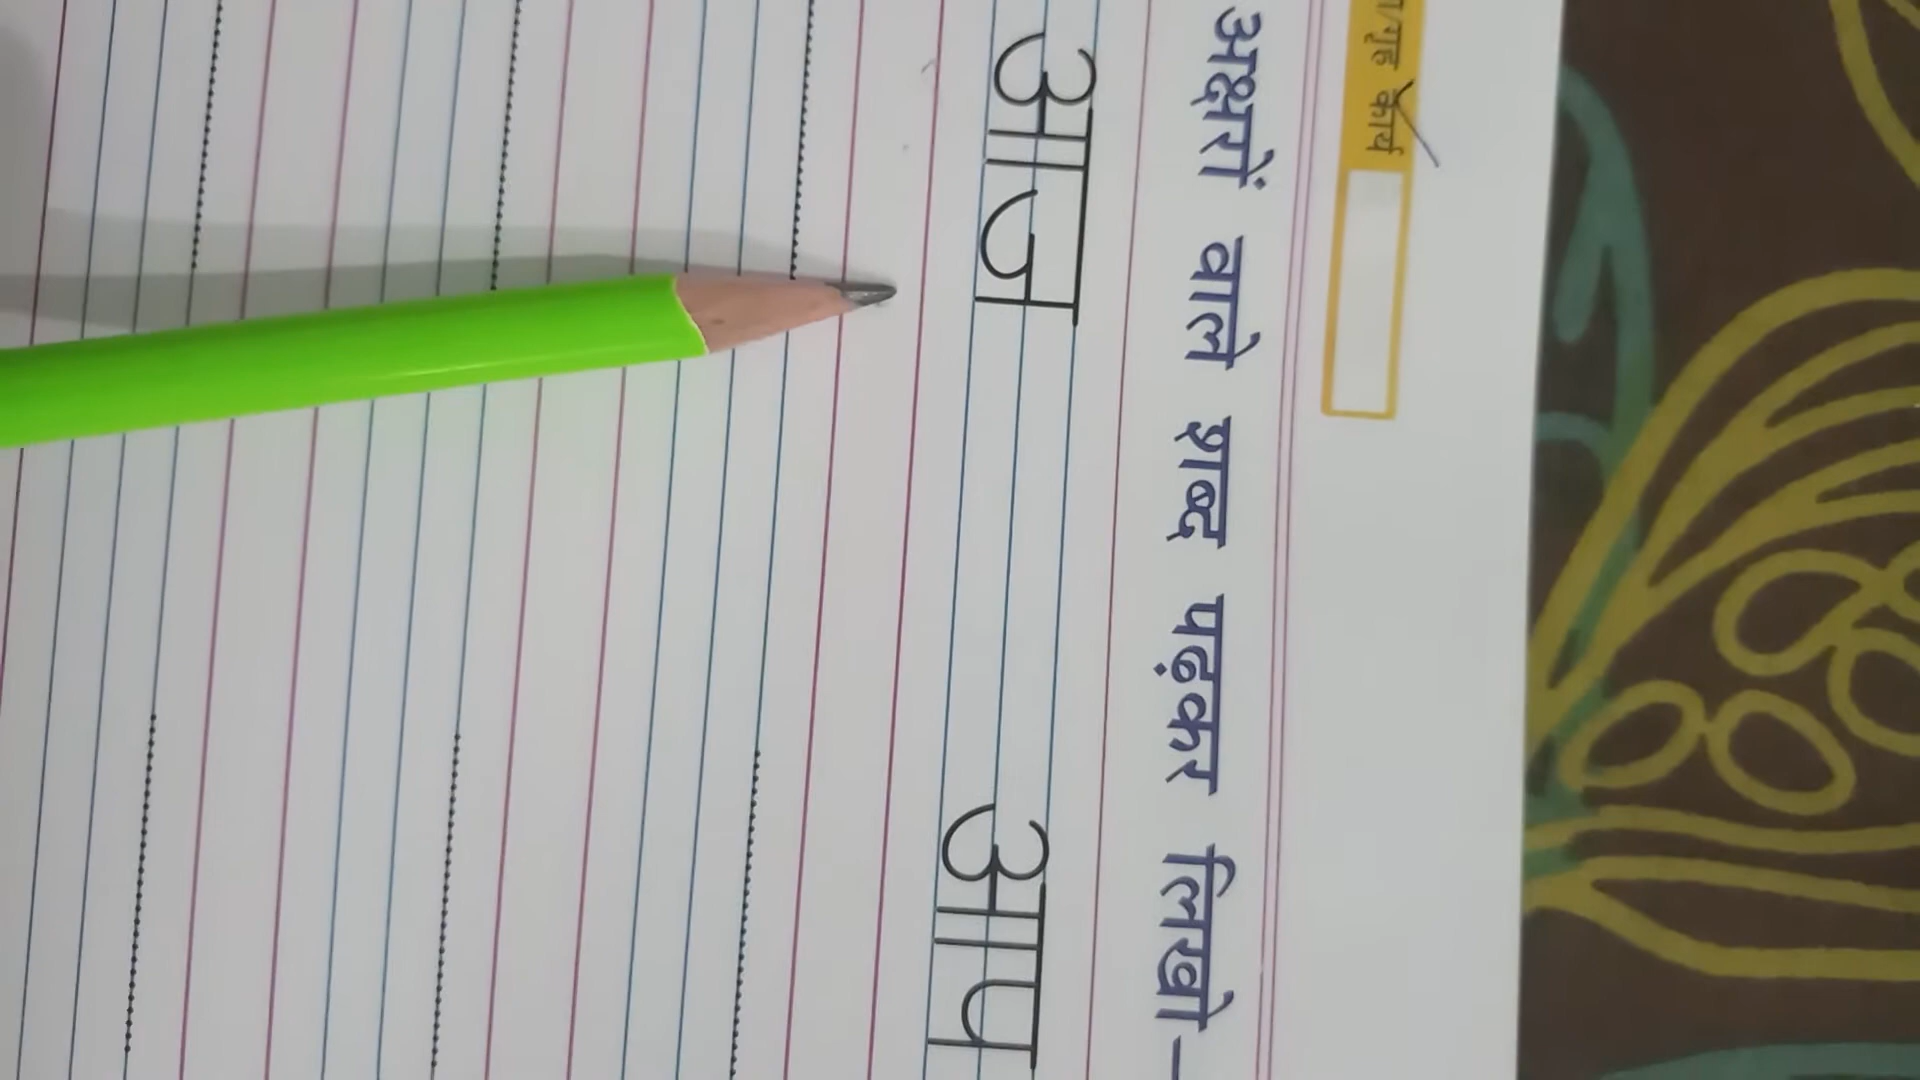 गृह कार्य
अक्षरों वाले शब्द पढ़कर लिखो–
आज आप